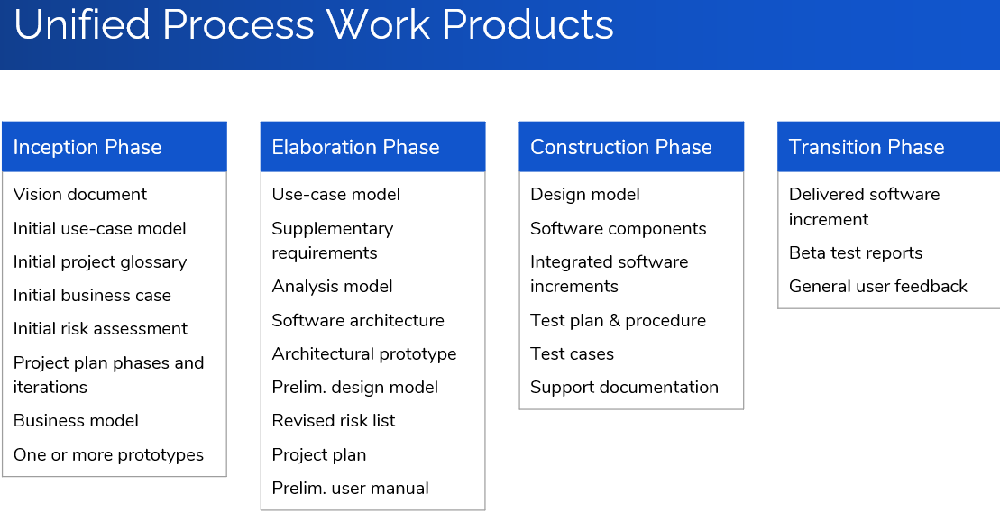 Unified Process Work Products
Inception Phase
Vision document
Initial use-case model
Initial project glossary
Initial business case
Initial risk assessment
Project plan phases and
iterations
Business model
One or more prototypes
Elaboration Phase
Use-case model
Supplementary
requirements
Analysis model
Software architecture
Architectural prototype
Prelim. design model
Revised risk list
Project plan
Prelim. user manual
Construction Phase
Design model
Software components
Integrated software
increments
Test plan & procedure
Test cases
Support documentation
Transition Phase
Delivered software
increment
Beta test reports
General user feedback